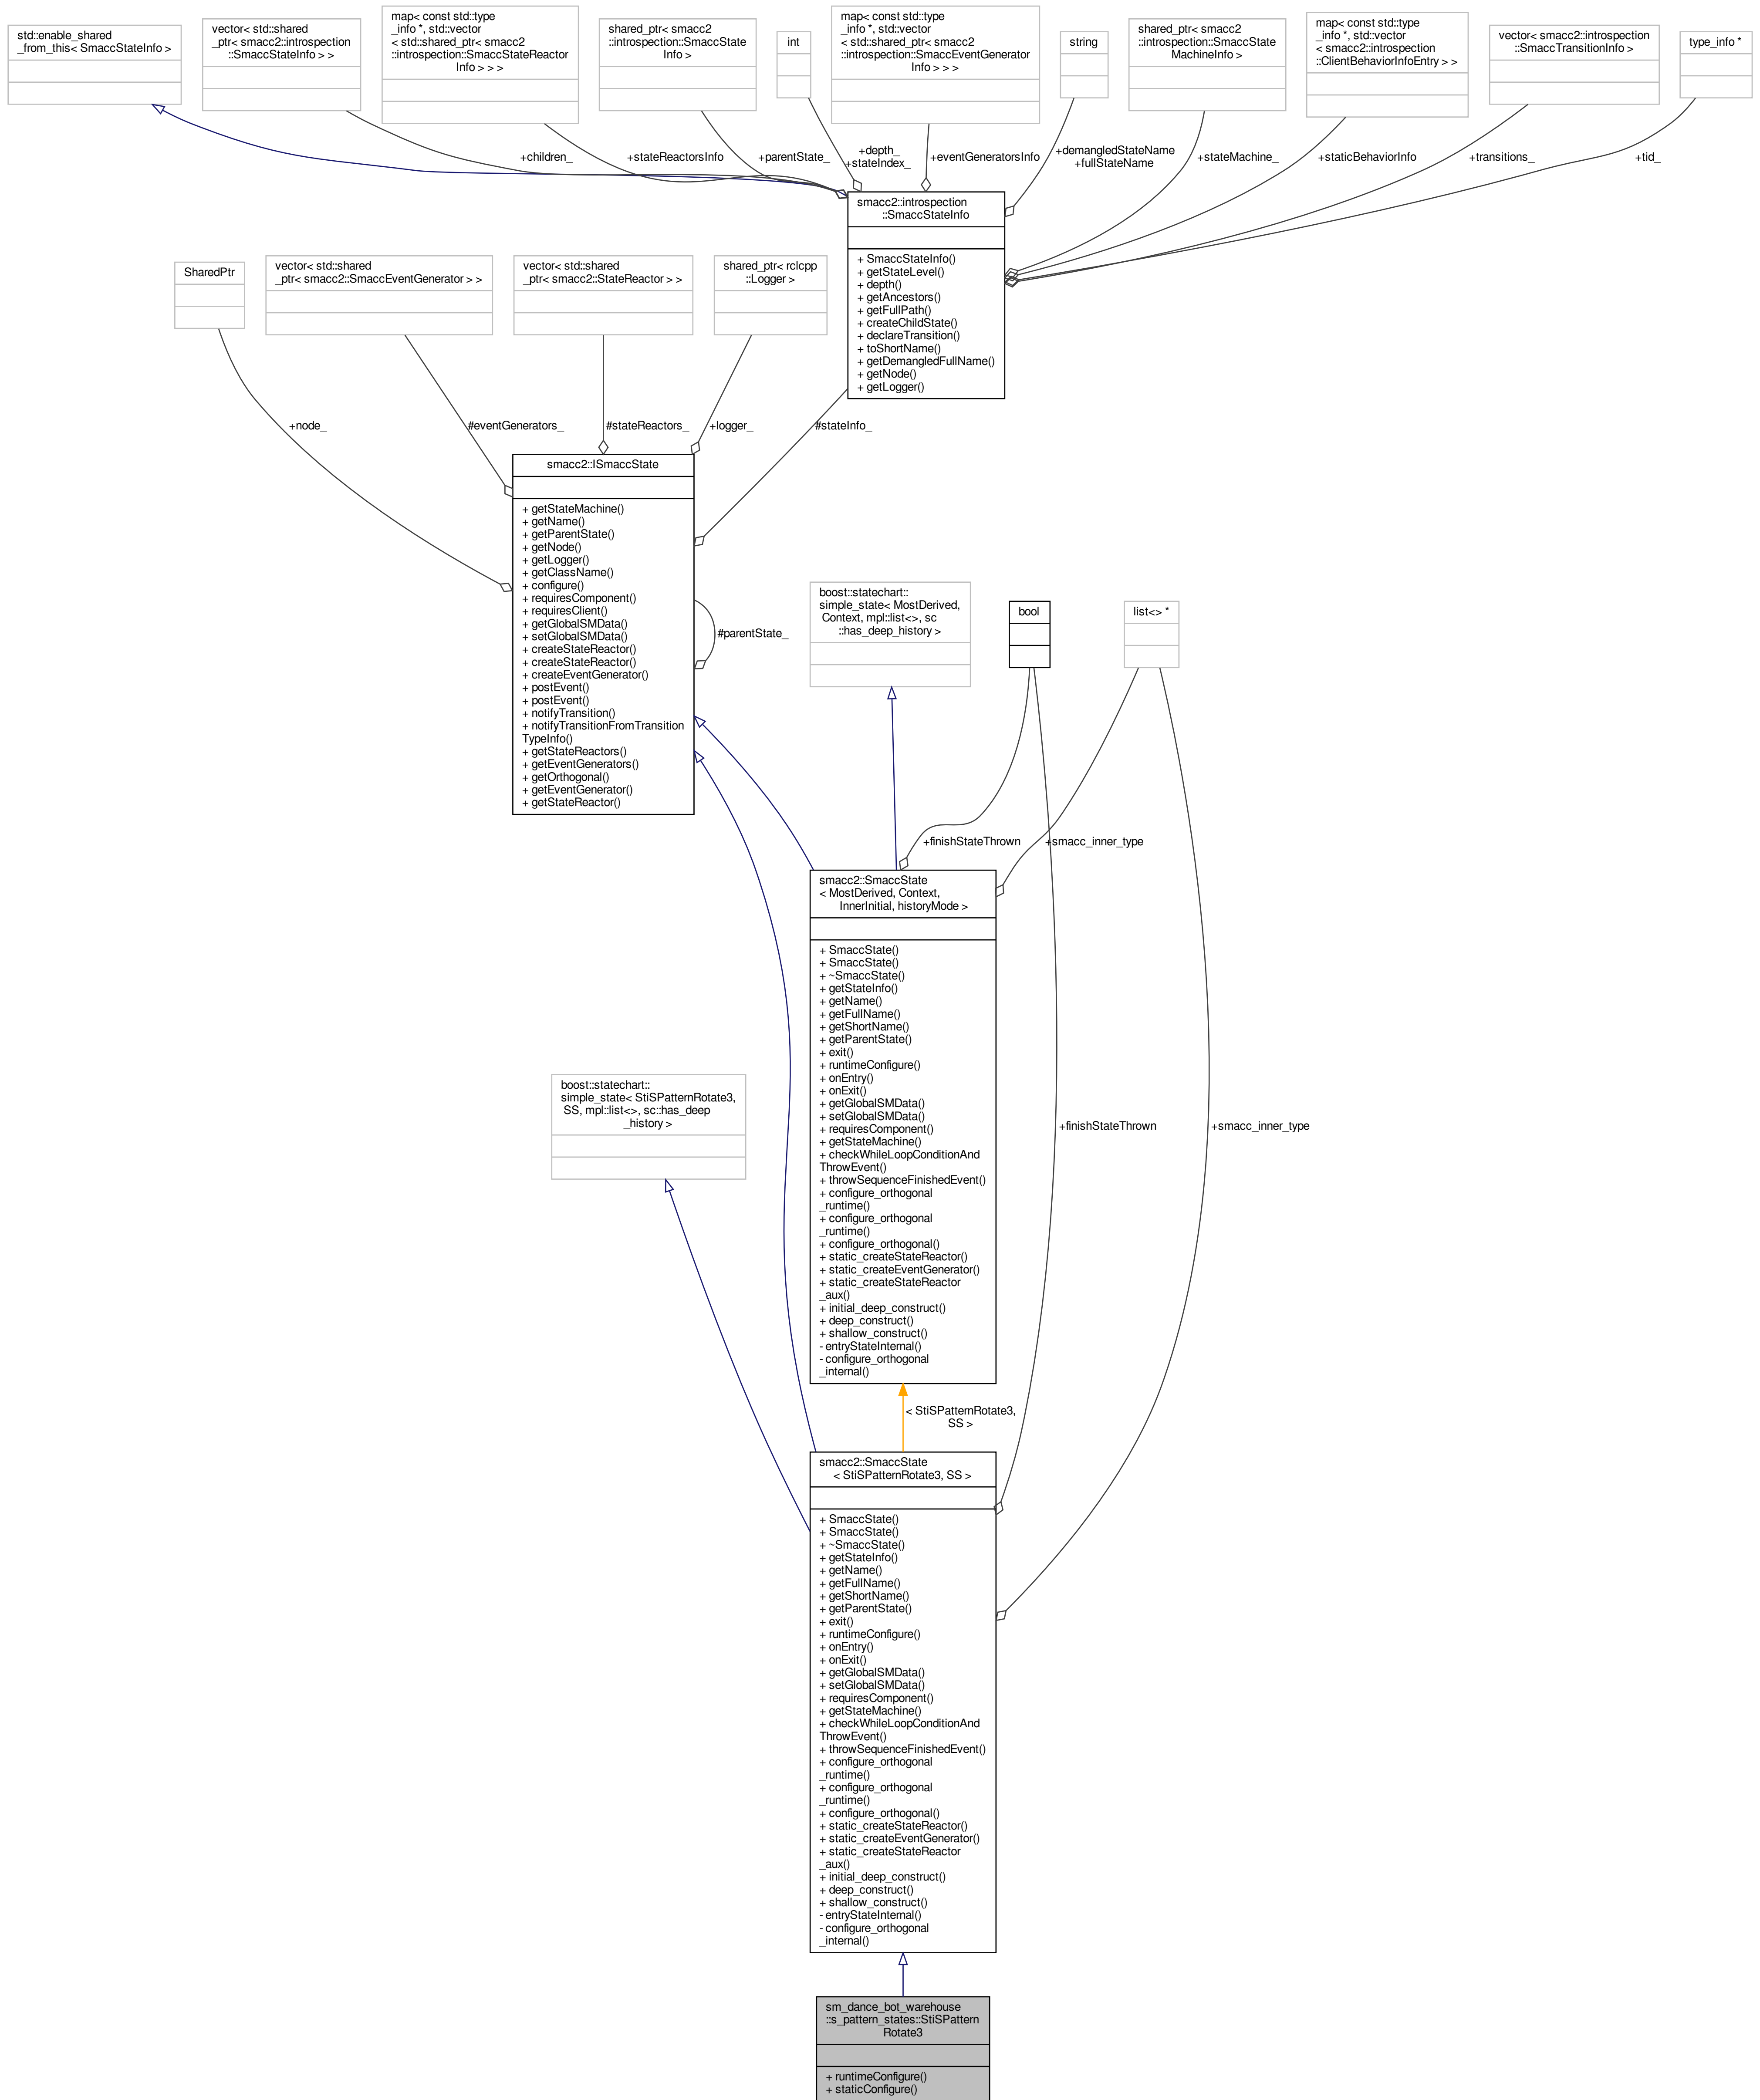 std::enable_shared
_from_this< SmaccStateInfo >
vector< std::shared
_ptr< smacc2::introspection
::SmaccStateInfo > >
map< const std::type
_info *, std::vector
< std::shared_ptr< smacc2
::introspection::SmaccStateReactor
Info > > >
shared_ptr< smacc2
::introspection::SmaccState
Info >
int
map< const std::type
_info *, std::vector
< std::shared_ptr< smacc2
::introspection::SmaccEventGenerator
Info > > >
string
shared_ptr< smacc2
::introspection::SmaccState
MachineInfo >
map< const std::type
_info *, std::vector
< smacc2::introspection
::ClientBehaviorInfoEntry > >
vector< smacc2::introspection
::SmaccTransitionInfo >
type_info *
+children_
+stateReactorsInfo
+parentState_
+depth_
+stateIndex_
+eventGeneratorsInfo
+demangledStateName
+fullStateName
+stateMachine_
+staticBehaviorInfo
+transitions_
+tid_
smacc2::introspection
::SmaccStateInfo
+ SmaccStateInfo()
+ getStateLevel()
+ depth()
+ getAncestors()
+ getFullPath()
+ createChildState()
+ declareTransition()
+ toShortName()
+ getDemangledFullName()
+ getNode()
+ getLogger()
SharedPtr
vector< std::shared
_ptr< smacc2::SmaccEventGenerator > >
vector< std::shared
_ptr< smacc2::StateReactor > >
shared_ptr< rclcpp
::Logger >
+node_
#eventGenerators_
#stateReactors_
+logger_
#stateInfo_
smacc2::ISmaccState
+ getStateMachine()
+ getName()
+ getParentState()
+ getNode()
+ getLogger()
+ getClassName()
+ configure()
+ requiresComponent()
+ requiresClient()
+ getGlobalSMData()
+ setGlobalSMData()
+ createStateReactor()
+ createStateReactor()
+ createEventGenerator()
+ postEvent()
+ postEvent()
+ notifyTransition()
+ notifyTransitionFromTransition
TypeInfo()
+ getStateReactors()
+ getEventGenerators()
+ getOrthogonal()
+ getEventGenerator()
+ getStateReactor()
#parentState_
boost::statechart::
simple_state< MostDerived,
Context, mpl::list<>, sc
::has_deep_history >
bool
list<> *
+finishStateThrown
+smacc_inner_type
smacc2::SmaccState
< MostDerived, Context,
InnerInitial, historyMode >
+ SmaccState()
+ SmaccState()
+ ~SmaccState()
+ getStateInfo()
+ getName()
+ getFullName()
+ getShortName()
+ getParentState()
+ exit()
+ runtimeConfigure()
+ onEntry()
+ onExit()
+ getGlobalSMData()
+ setGlobalSMData()
+ requiresComponent()
+ getStateMachine()
+ checkWhileLoopConditionAnd
ThrowEvent()
+ throwSequenceFinishedEvent()
+ configure_orthogonal
_runtime()
+ configure_orthogonal
_runtime()
+ configure_orthogonal()
+ static_createStateReactor()
+ static_createEventGenerator()
+ static_createStateReactor
_aux()
+ initial_deep_construct()
+ deep_construct()
+ shallow_construct()
- entryStateInternal()
- configure_orthogonal
_internal()
boost::statechart::
simple_state< StiSPatternRotate3,
SS, mpl::list<>, sc::has_deep
_history >
+finishStateThrown
+smacc_inner_type
< StiSPatternRotate3,
SS >
smacc2::SmaccState
< StiSPatternRotate3, SS >
+ SmaccState()
+ SmaccState()
+ ~SmaccState()
+ getStateInfo()
+ getName()
+ getFullName()
+ getShortName()
+ getParentState()
+ exit()
+ runtimeConfigure()
+ onEntry()
+ onExit()
+ getGlobalSMData()
+ setGlobalSMData()
+ requiresComponent()
+ getStateMachine()
+ checkWhileLoopConditionAnd
ThrowEvent()
+ throwSequenceFinishedEvent()
+ configure_orthogonal
_runtime()
+ configure_orthogonal
_runtime()
+ configure_orthogonal()
+ static_createStateReactor()
+ static_createEventGenerator()
+ static_createStateReactor
_aux()
+ initial_deep_construct()
+ deep_construct()
+ shallow_construct()
- entryStateInternal()
- configure_orthogonal
_internal()
sm_dance_bot_warehouse
::s_pattern_states::StiSPattern
Rotate3
+ runtimeConfigure()
+ staticConfigure()